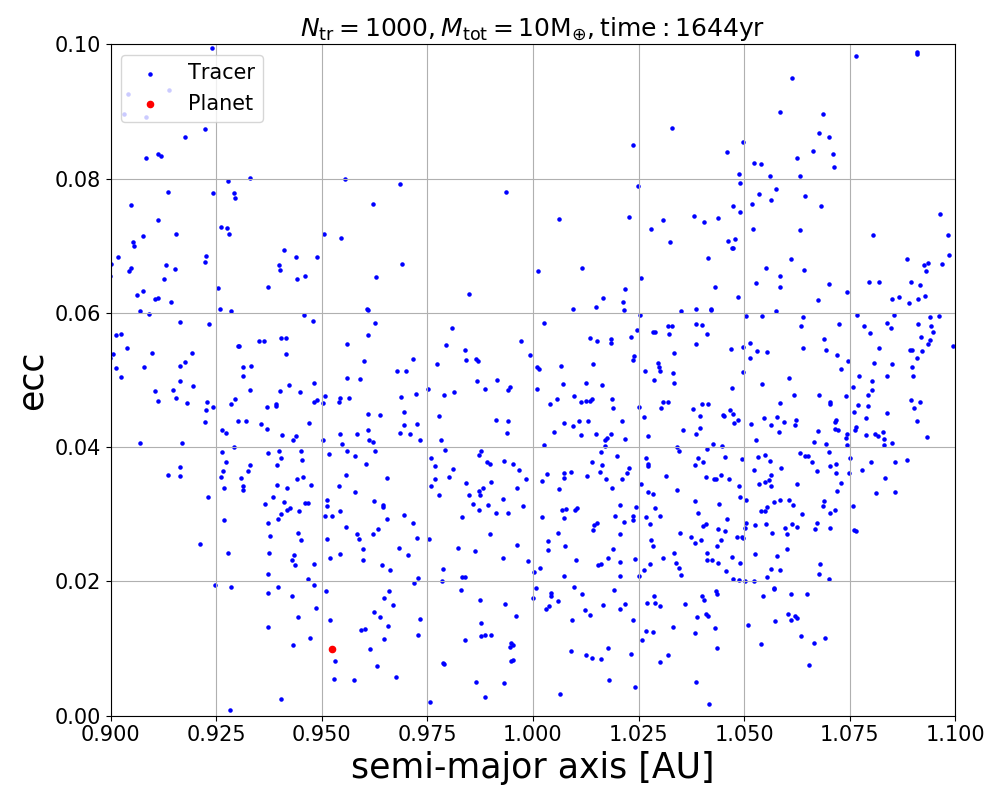 N_tr = 1000, M_tot = 10M_⊕, time : 1644yr
0.10
Tracer
Planet
0.08
0.06
ecc
0.04
0.02
0.00
0.900 0.925 0.950 0.975 1.000 1.025 1.050 1.075 1.100
semi-major axis [AU]